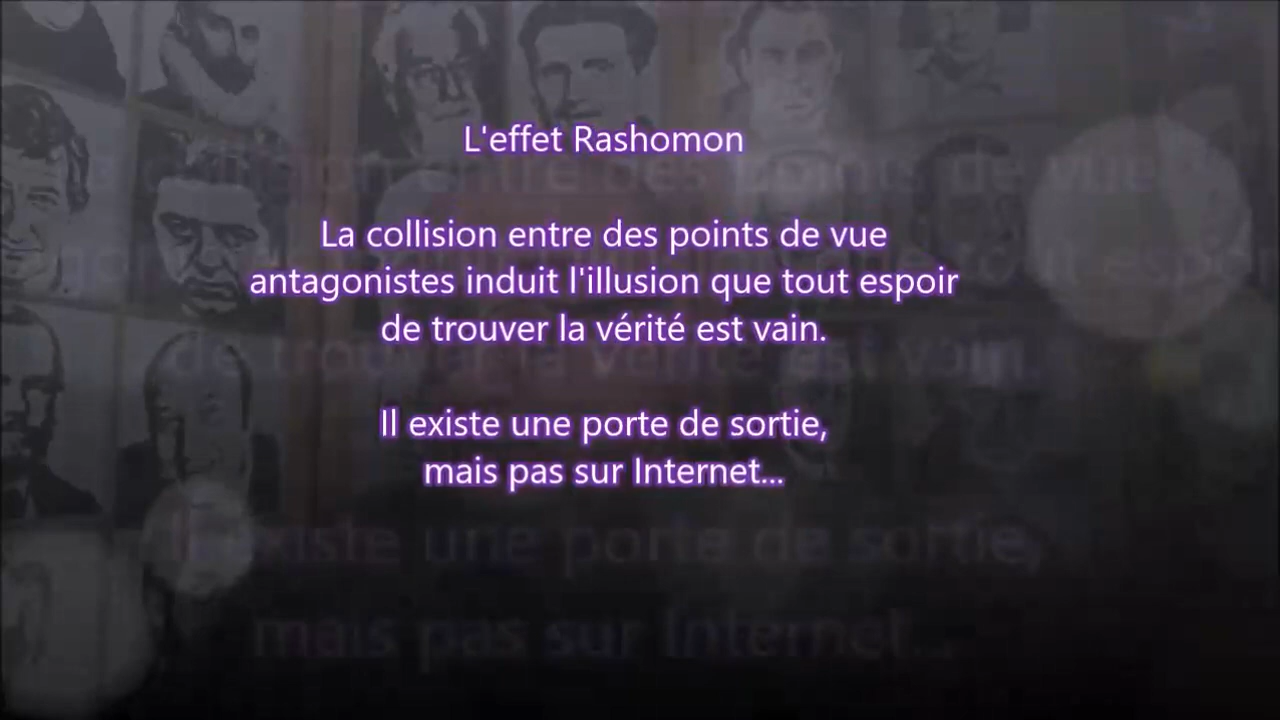 L'effet Rashomon
La collision entre des points de vue
antagonistes induit l'illusion que tout espoir
de trouver la vérité est vain.
Il existe une porte de sortie,
mais pas sur Internet...